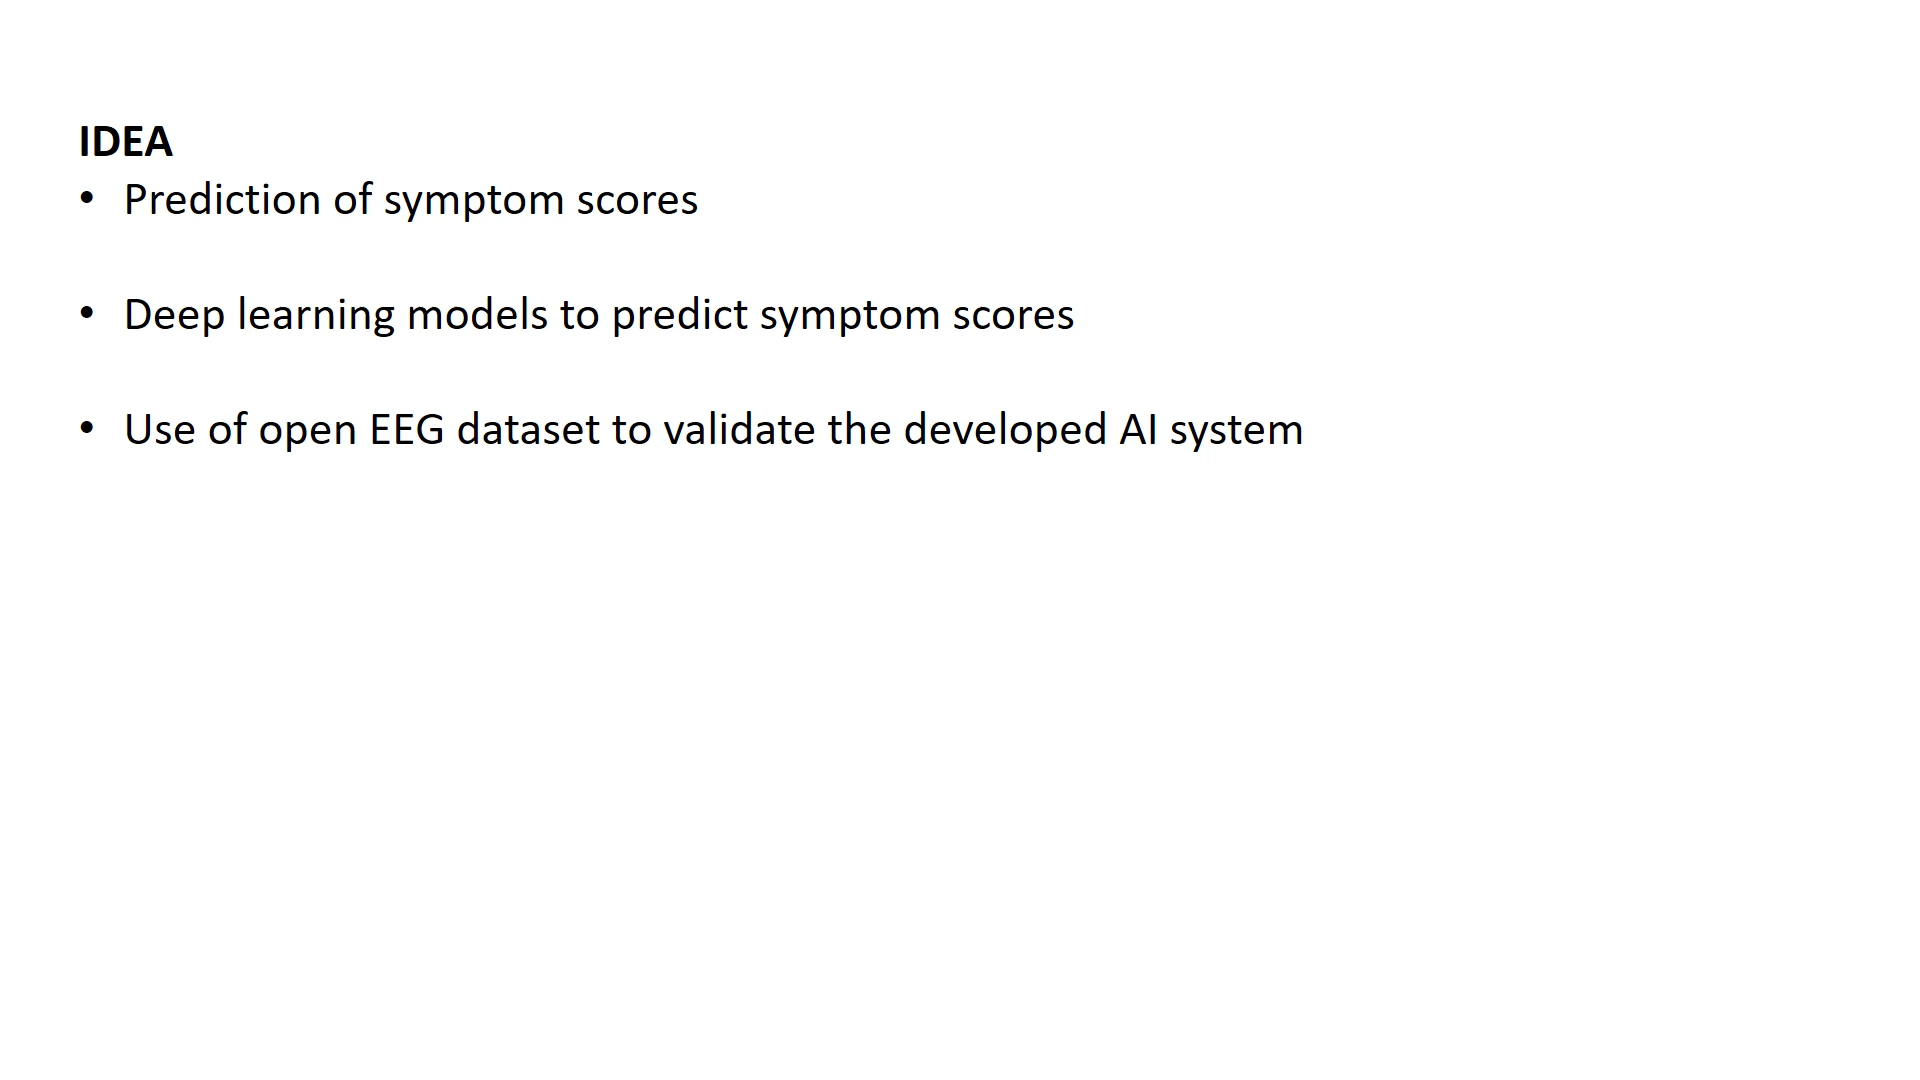 IDEA
• Prediction of symptom scores
• Deep learning models to predict symptom scores
• Use of open EEG dataset to validate the developed AI system